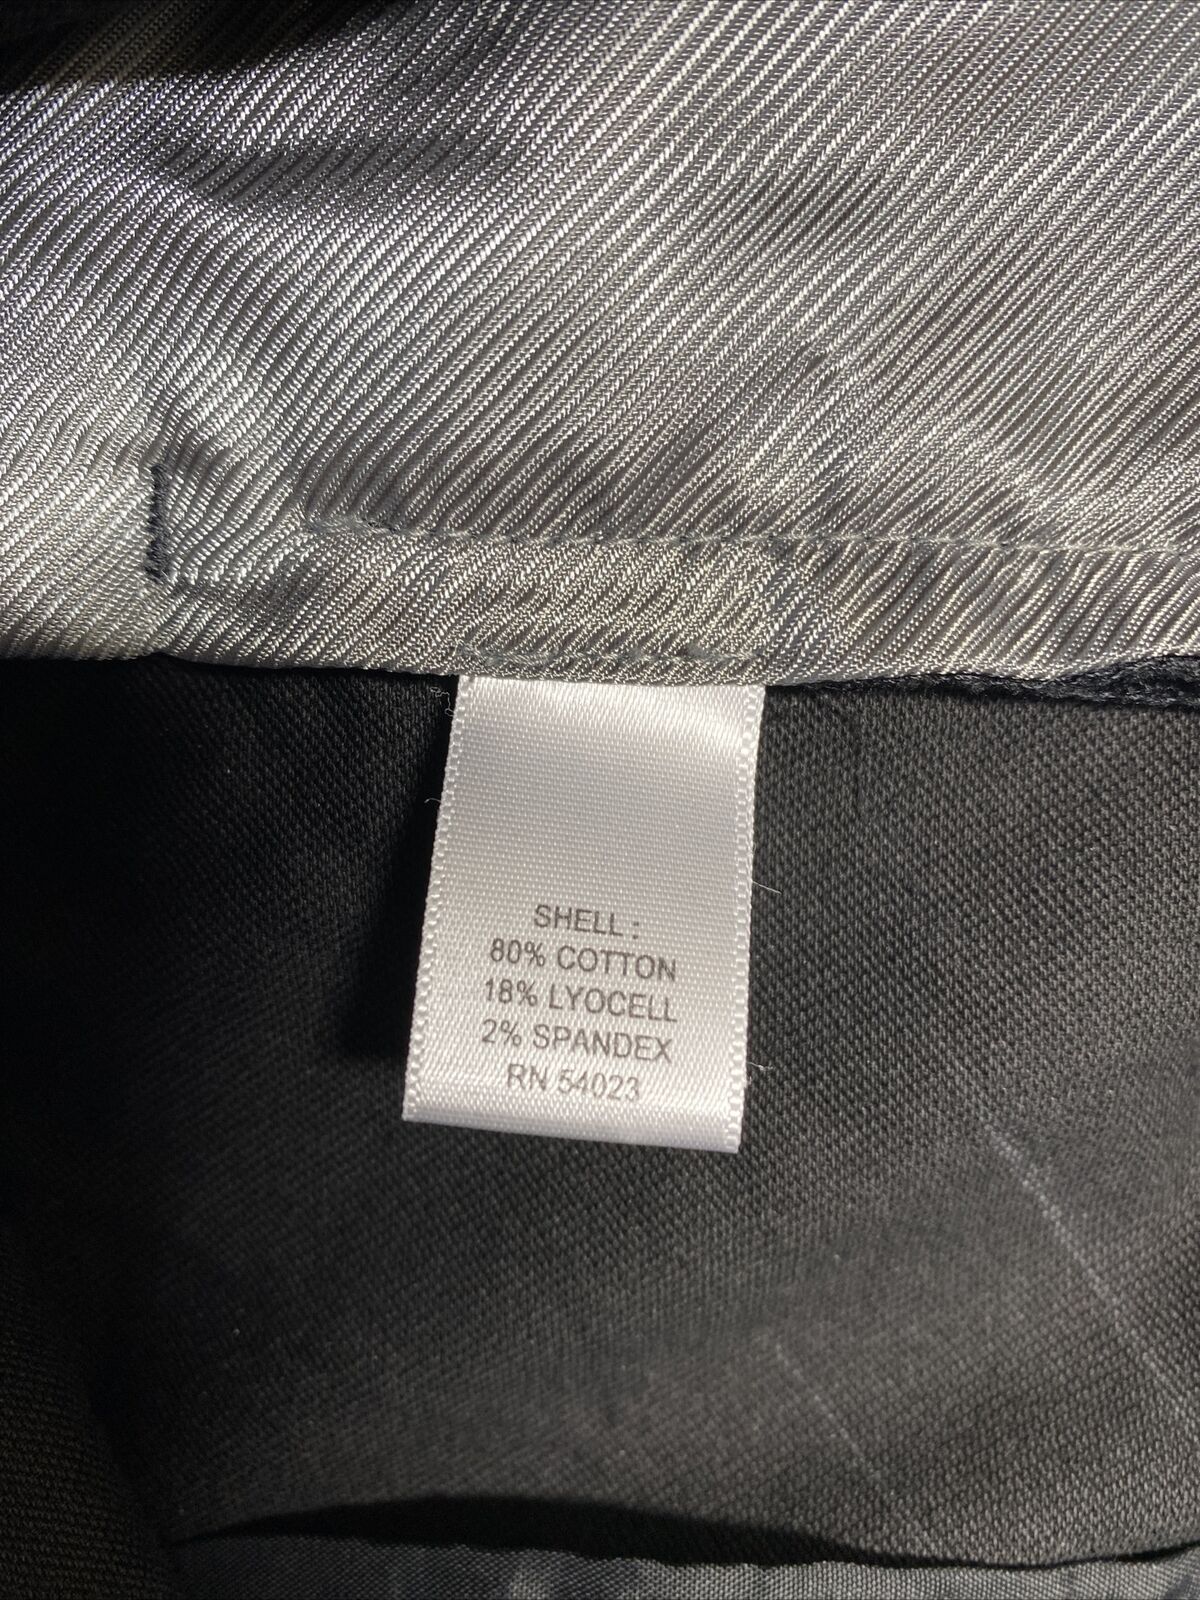 SHELL :
80% COTTON
18% LYOCELL
2% SPANDEX
RN 54023